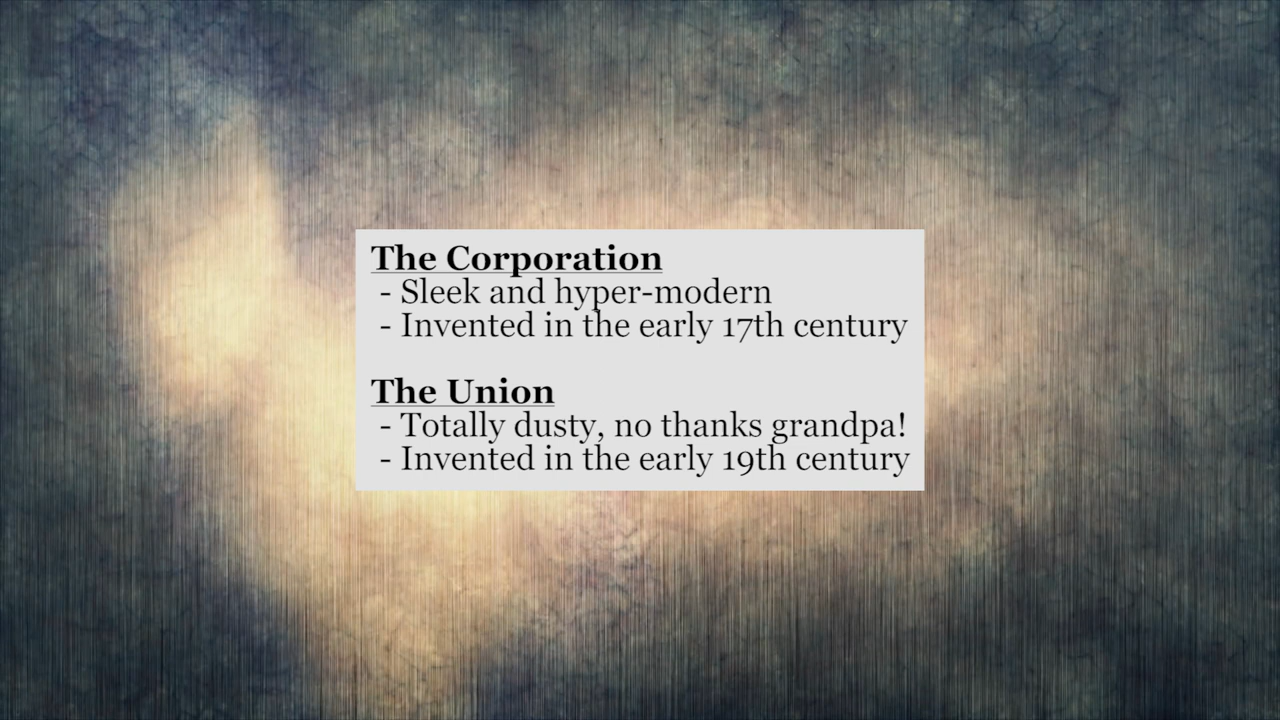 The Corporation
- Sleek and hyper-modern
- Invented in the early 17th century
The Union
- Totally dusty, no thanks grandpa!
- Invented in the early 19th century